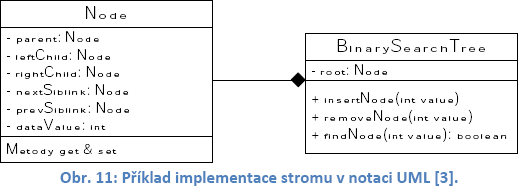 Node
- parent: Node
- leftChild: Node
- rightChild: Node
- nextSiblink: Node
- prevSiblink: Node
- dataValue: int
Metody get & set
BinarySearchTree
- root: Node
+ insertNode(int value)
+ removeNode(int value)
+ findNode(int value): boolean
Obr. 11: Příklad implementace stromu v notaci UML [3].